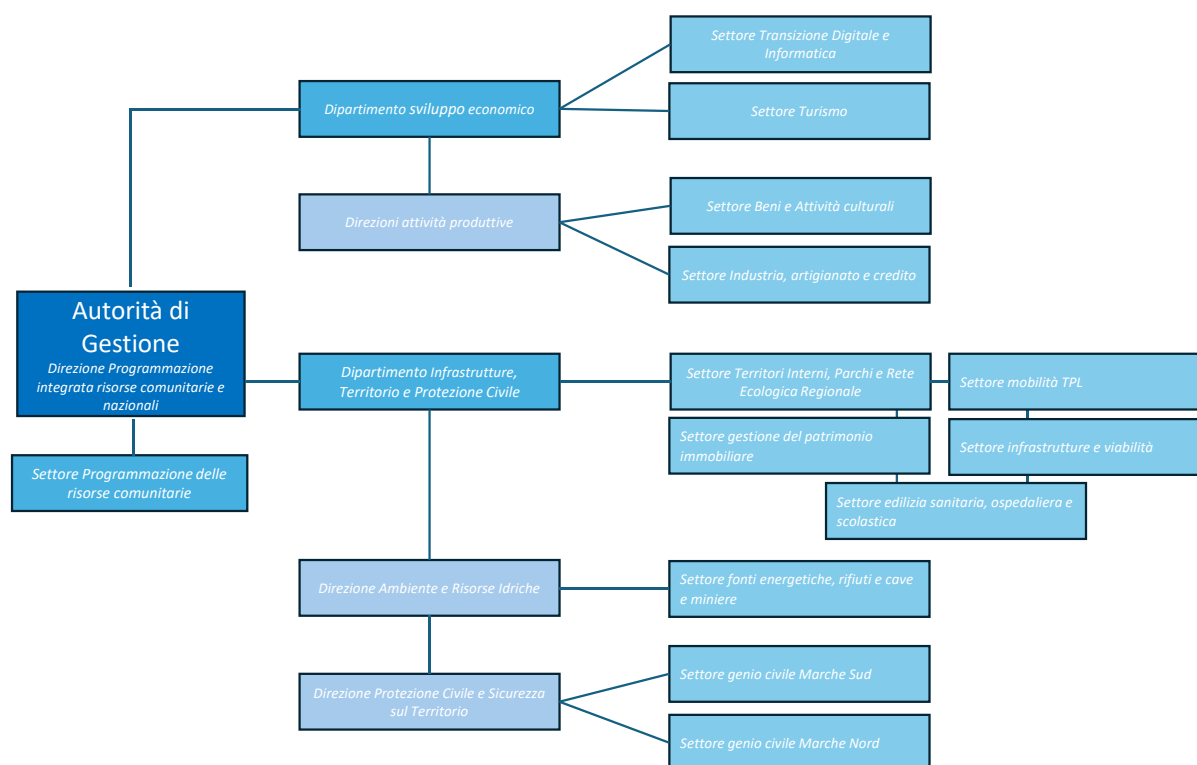 Settore Transizione Digitale e
Informatica
Dipartimento sviluppo economico
Settore Turismo
Settore Beni e Attività culturali
Direzioni attività produttive
Settore Industria, artigianato e credito
Autorità di
Gestione
Direzione Programmazione
integrata risorse comunitarie e
nazionali
Dipartimento Infrastrutture,
Territorio e Protezione Civile
Settore Territori Interni, Parchi e Rete
Ecologica Regionale
Settore mobilità TPL
Settore gestione del patrimonio
immobiliare
Settore infrastrutture e viabilità
Settore Programmazione delle
risorse comunitarie
Settore edilizia sanitaria, ospedaliera e
scolastica
Direzione Ambiente e Risorse Idriche
Settore fonti energetiche, rifiuti e cave
e miniere
Settore genio civile Marche Sud
Direzione Protezione Civile e Sicurezza
sul Territorio
Settore genio civile Marche Nord